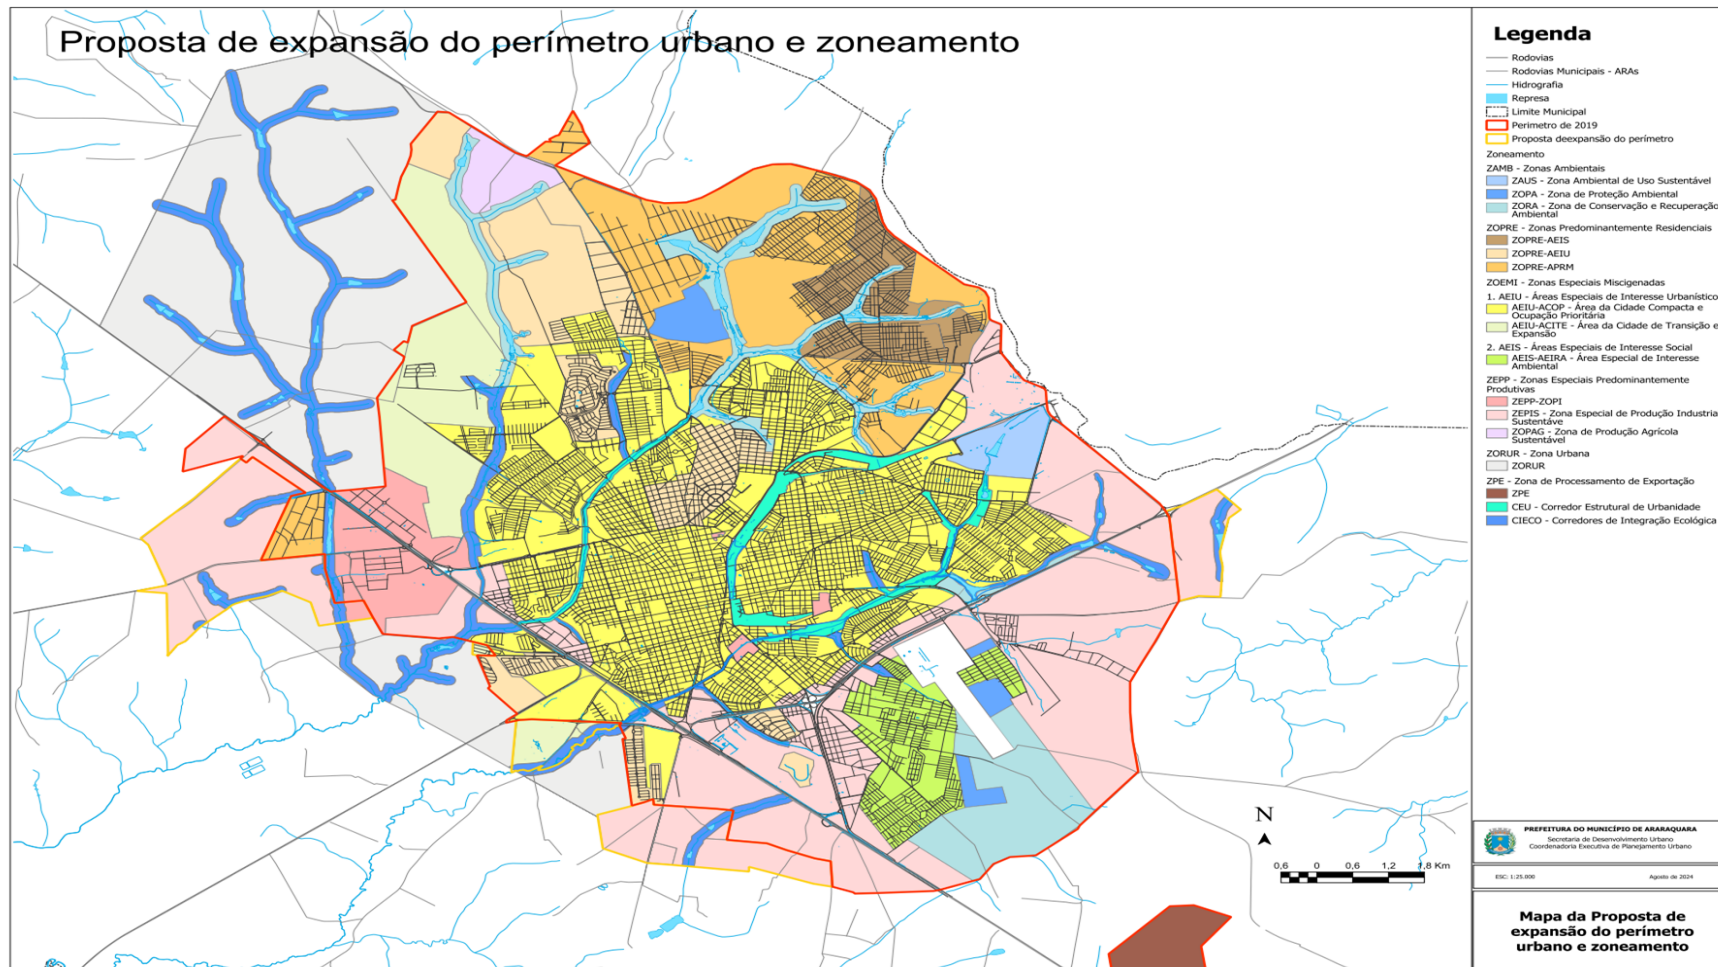 Proposta de expansão do perímetro urbano e zoneamento
Legenda
Rodovias
Rodovias Municipais - ARAs
Hidrografia
Represa
Limite Municipal
Perimetro de 2019
Proposta deexpansão do perímetro
Zoneamento
ZAMB - Zonas Ambientais
ZAUS - Zona Ambiental de Uso Sustentável
ZOPA - Zona de Proteção Ambiental
ZORA - Zona de Conservação e Recuperação
Ambiental
ZOPRE - Zonas Predominantemente Residenciais
ZOPRE-AEIS
ZOPRE-AEIU
ZOPRE-APRM
ZOEMI - Zonas Especiais Miscigenadas
1. AEIU - Áreas Especiais de Interesse Urbanístico
AEIU-ACOP - Área da Cidade Compacta e
Ocupação Prioritária
AEIU-ACITE - Área da Cidade de Transição e
Expansão
2. AEIS - Áreas Especiais de Interesse Social
AEIS-AEIRA - Área Especial de Interesse
Ambiental
ZEPP - Zonas Especiais Predominantemente
Produtivas
ZEPP-ZOPI
ZEPIS - Zona Especial de Produção Industria
Sustentáve
ZOPAG - Zona de Produção Agrícola
Sustentável
ZORUR - Zona Urbana
ZORUR
ZPE - Zona de Processamento de Exportação
ZPE
CEU - Corredor Estrutural de Urbanidade
CIECO - Corredores de Integração Ecológica
N
0,6 0 0,6 1,2 1,8 Km
PREFEITURA DO MUNICÍPIO DE ARARAQUARA
Secretaria de Desenvolvimento Urbano
Coordenadoria Executiva de Planejamento Urbano
ESC: 1:25.000 Agosto de 2024
Mapa da Proposta de
expansão do perímetro
urbano e zoneamento